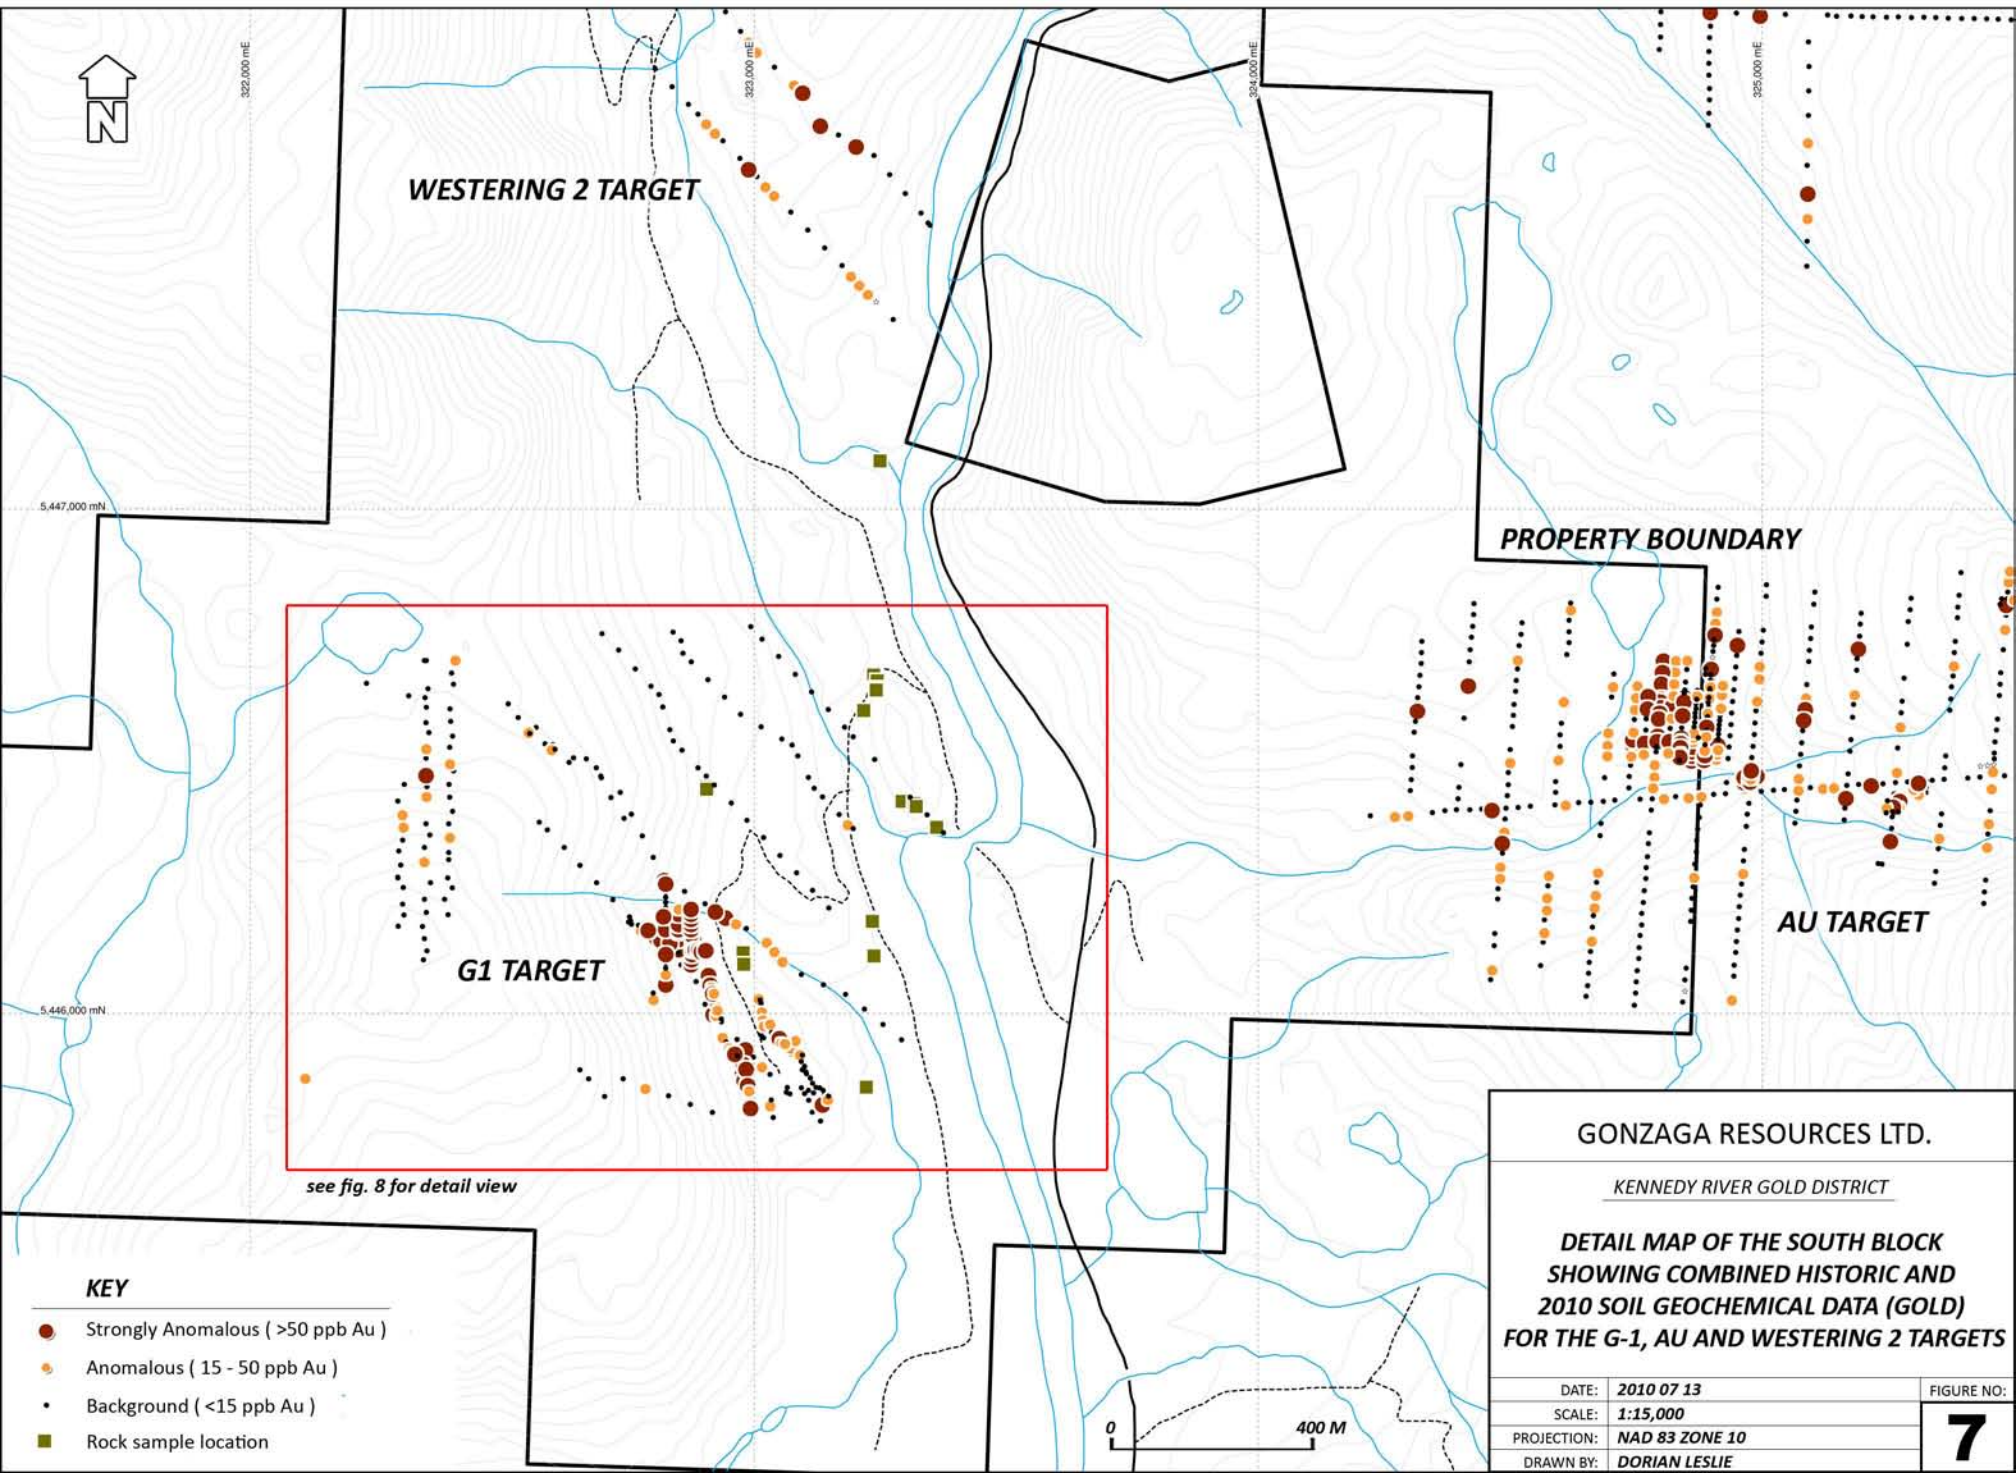 322,000 mE
323,000 mE
324,000 mE
325,000 mE
N
WESTERING 2 TARGET
5,447,000 mN
PROPERTY BOUNDARY
AU TARGET
G1 TARGET
5,446,000 mN
see fig. 8 for detail view
KEY
Strongly Anomalous ( >50 ppb Au )
Anomalous ( 15 - 50 ppb Au )
Background ( <15 ppb Au )
Rock sample location
0 400 M
GONZAGA RESOURCES LTD.
KENNEDY RIVER GOLD DISTRICT
DETAIL MAP OF THE SOUTH BLOCK
SHOWING COMBINED HISTORIC AND
2010 SOIL GEOCHEMICAL DATA (GOLD)
FOR THE G-1, AU AND WESTERING 2 TARGETS
DATE: 2010 07 13
SCALE: 1:15,000
PROJECTION: NAD 83 ZONE 10
DRAWN BY: DORIAN LESLIE
FIGURE NO:
7